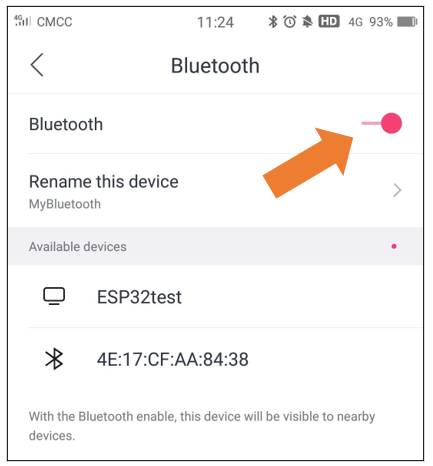 4G CMCC 11:24 HD 4G 93%
Bluetooth
Bluetooth
Rename this device
MyBluetooth
Available devices
ESP32test
4E:17:CF:AA:84:38
With the Bluetooth enable, this device will be visible to nearby
devices.